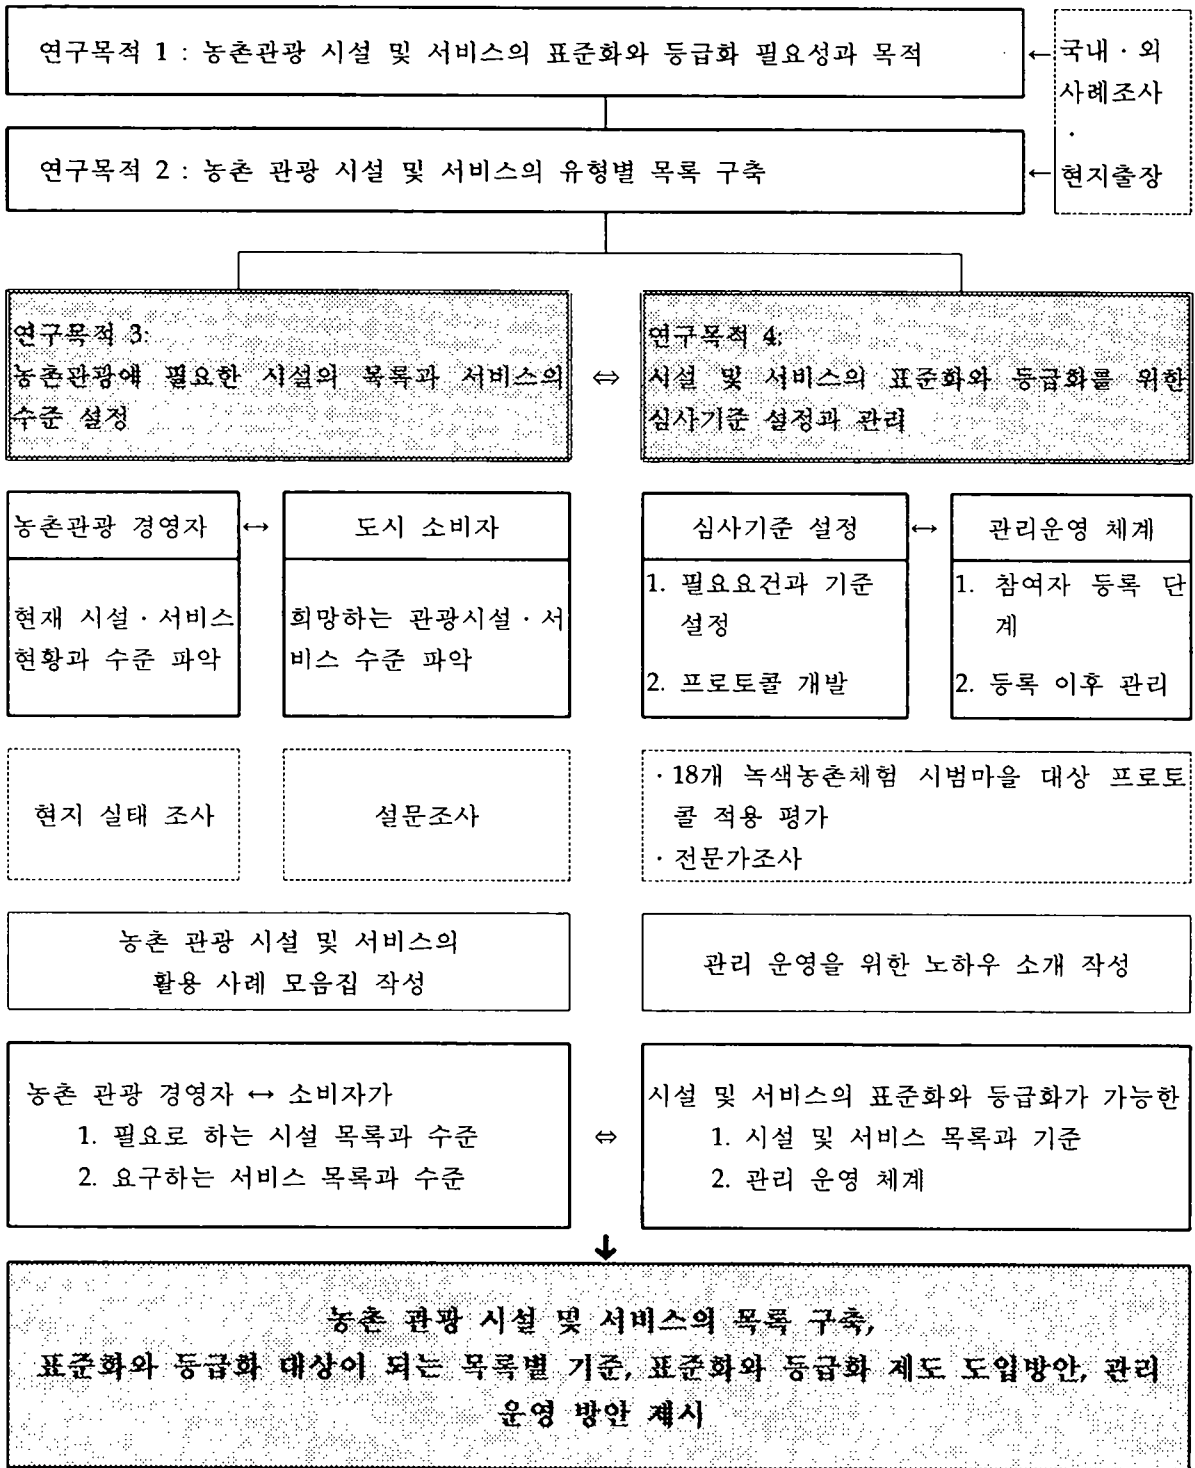 연구목적 1 : 농촌관광 시설 및 서비스의 표준화와 등급화 필요성과 목적
←
국내 · 외
사례조사
·
현지출장
연구목적 2 : 농촌 관광 시설 및 서비스의 유형별 목록 구축
←
연구목적 3:
농촌관광에 필요한 시설의 목록과 서비스의
수준 설정
⇔
연구목적 4:
시설 및 서비스의 표준화와 등급화를 위한
심사기준 설정과 관리
농촌관광 경영자
↔
도시 소비자
현재 시설 · 서비스
현황과 수준 파악
희망하는 관광시설 · 서
비스 수준 파악
심사기준 설정
↔
관리운영 체계
1. 필요요건과 기준
설정
2. 프로토콜 개발
1. 참여자 등록 단
계
2. 등록 이후 관리
현지 실태 조사
설문조사
· 18개 녹색농촌체험 시범마을 대상 프로토
콜 적용 평가
· 전문가조사
농촌 관광 시설 및 서비스의
활용 사례 모음집 작성
관리 운영을 위한 노하우 소개 작성
농촌 관광 경영자 ↔ 소비자가
1. 필요로 하는 시설 목록과 수준
2. 요구하는 서비스 목록과 수준
⇔
시설 및 서비스의 표준화와 등급화가 가능한
1. 시설 및 서비스 목록과 기준
2. 관리 운영 체계
농촌 관광 시설 및 서비스의 목록 구축,
표준화와 등급화 대상이 되는 목록별 기준, 표준화와 등급화 제도 도입방안, 관리
운영 방안 제시